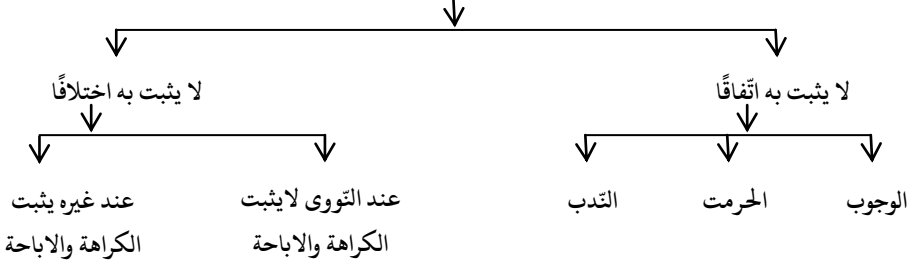 لا يثبت به اتّفاقًا
لا يثبت به اختلافًا
الوجوب
الحرمت
النّدب
عند النّووى لايثبت
الكراهة والاباحة
عند غيره يثبت
الكراهة والاباحة